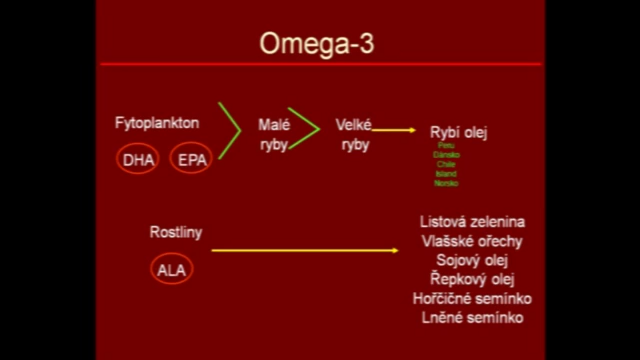 Omega-3
Fytoplankton
DHA
EPA
Malé
ryby
Velké
ryby
Rybí olej
Peru
Dánsko
Chile
Island
Norsko
Rostliny
ALA
Listová zelenina
Vlašské ořechy
Sojový olej
Řepkový olej
Hořčičné semínko
Lněné semínko